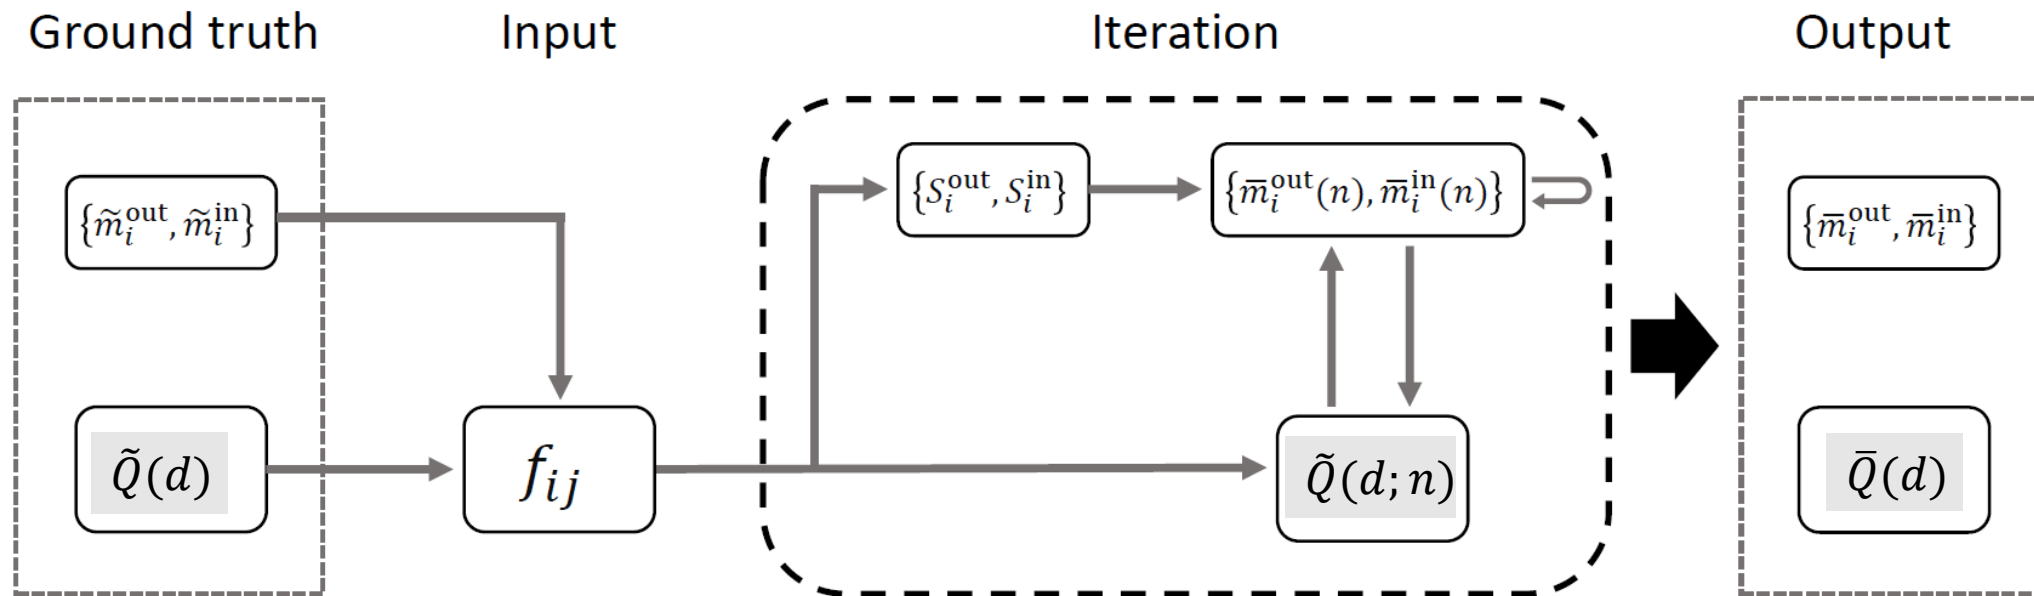 Ground truth
Input
Iteration
Output
{m̃ᵢᵒᵘᵗ, m̃ᵢⁱⁿ}
{Sᵢᵒᵘᵗ, Sᵢⁱⁿ}
{m̄ᵢᵒᵘᵗ(n), m̄ᵢⁱⁿ(n)}
{m̄ᵢᵒᵘᵗ, m̄ᵢⁱⁿ}
Q̃(d)
fᵢⱼ
Q̃(d; n)
Q̄(d)